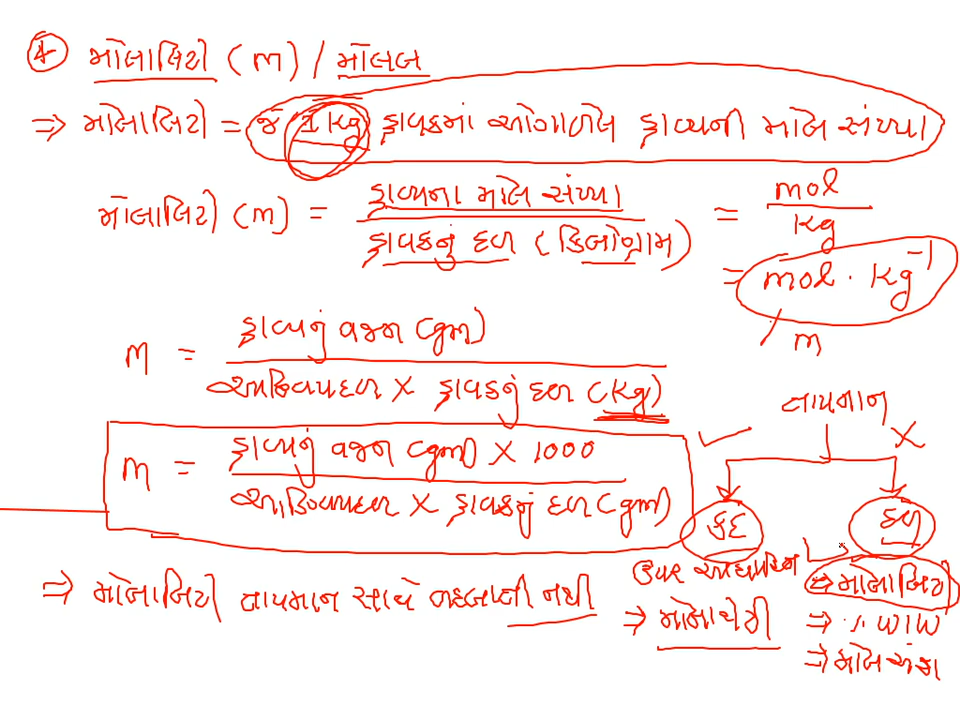 ④ મોલાલિટી (m) / મોલલ
⇒ મોલાલિટી = જે 1 Kg દ્રાવકમાં ઓગાળેલ દ્રાવ્યની મોલ સંખ્યા
મોલાલિટી (m) = દ્રાવ્યના મોલ સંખ્યા / દ્રાવકનું દળ (કિલોગ્રામ) = mol / Kg
= mol · Kg⁻¹
/ m
m = દ્રાવ્યનું વજન (gm) / આણ્વિયદળ × દ્રાવકનું દળ (Kg)
m = દ્રાવ્યનું વજન (gm) × 1000 / આણ્વિયદળ × દ્રાવકનું દળ (gm)
તાપમાન
✓ ×
કદ દળ
ઉપર આધારિત
⇒ મોલાલિટી તાપમાન સાથે બદલાતી નથી
⇒ મોલારીટી
⇒ મોલાલિટી
⇒ % W/W
⇒ મોલ અંશ